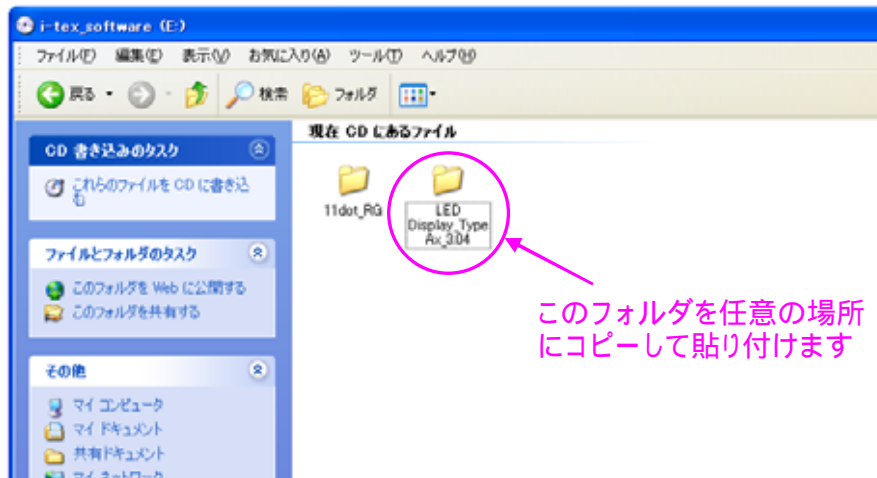 i-tex_software (E:)
ファイル(F) 編集(E) 表示(V) お気に入り(A) ツール(T) ヘルプ(H)
戻る 検索 フォルダ
現在 CD にあるファイル
CD 書き込みのタスク
これらのファイルを CD に書き込
む
11dot_RG
LED
Display_Type
Ax_3.04
ファイルとフォルダのタスク
このフォルダを Web に公開する
このフォルダを共有する
このフォルダを任意の場所
にコピーして貼り付けます
その他
マイ コンピュータ
マイ ドキュメント
共有ドキュメント
マイ ネットワーク